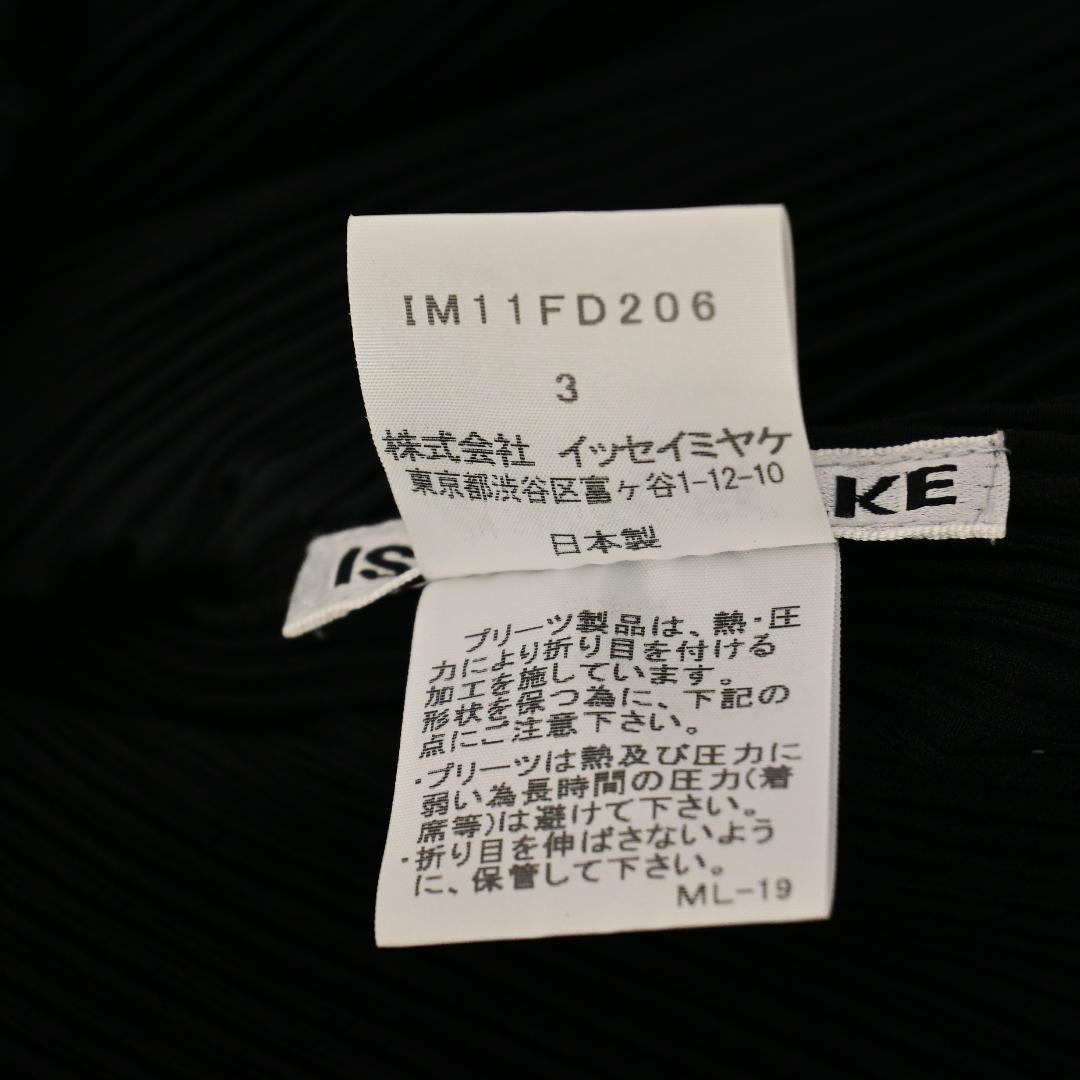 IM11FD206
3
株式会社 イッセイミヤケ
東京都渋谷区富ヶ谷1-12-10
日本製
IS
KE
プリーツ製品は、熱・圧
力により折り目を付ける
加工を施しています。
形状を保つ為に、下記の
点にご注意下さい。
・プリーツは熱及び圧力に
弱い為長時間の圧力(着
席等)は避けて下さい。
・折り目を伸ばさないよう
に、保管して下さい。
ML-19